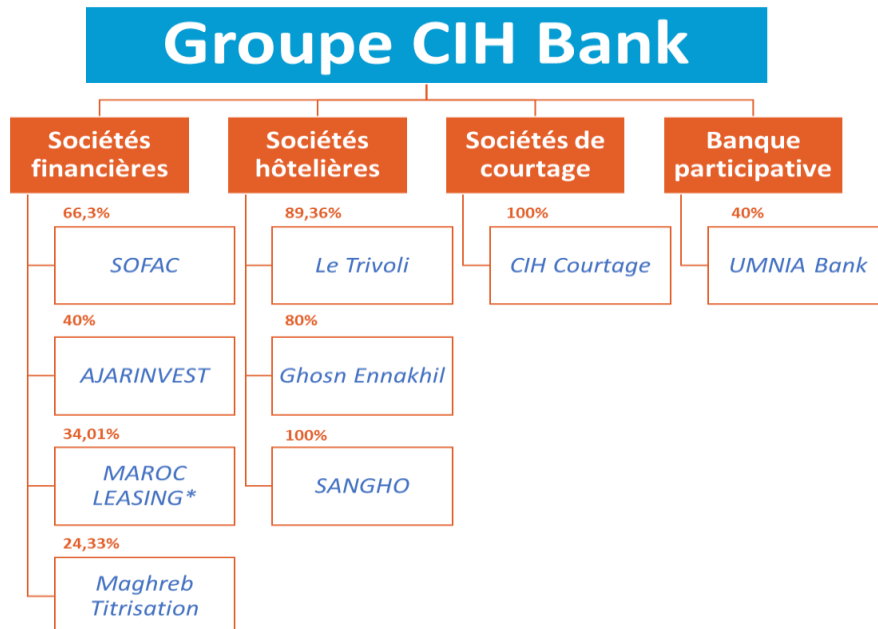 Groupe CIH Bank
Sociétés
financières
Sociétés
hôtelières
Sociétés de
courtage
Banque
participative
66,3%
SOFAC
40%
AJARINVEST
34,01%
MAROC
LEASING*
24,33%
Maghreb
Titrisation
89,36%
Le Trivoli
80%
Ghosn Ennakhil
100%
SANGHO
100%
CIH Courtage
40%
UMNIA Bank